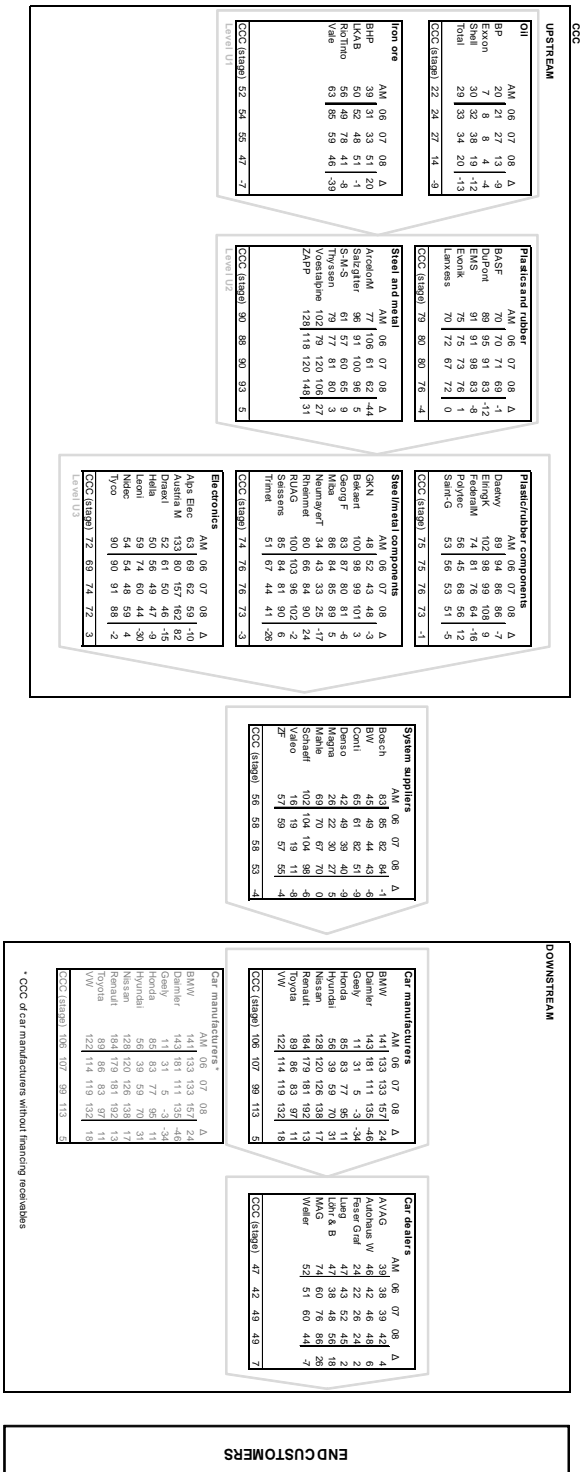 CCC
UPSTREAM
Oil AM 06 07 08 Δ
BP 20 21 27 13 -9
Exxon 7 8 8 4 -4
Shell 30 32 38 19 -12
Total 29 33 34 20 -13
CCC (stage) 22 24 27 14 -9
Iron ore AM 06 07 08 Δ
BHP 39 31 33 51 20
LKAB 50 52 48 51 -1
RioTinto 56 49 78 41 -8
Vale 63 85 59 46 -39
CCC (stage) 52 54 55 47 -7
Level U1
Plastics and rubber AM 06 07 08 Δ
BASF 70 70 71 69 -1
DuPont 89 95 91 83 -12
EMS 91 91 98 83 -8
Evonik 75 75 73 76 1
Lanxess 70 72 67 72 0
CCC (stage) 79 80 80 76 -4
Steel and metal AM 06 07 08 Δ
ArcelorM 77 106 61 62 -44
Salzgitter 96 91 100 96 5
S-M-S 61 57 60 65 9
Thyssen 79 77 81 80 3
Voestalpine 102 79 120 106 27
ZAPP 128 118 120 148 31
CCC (stage) 90 88 90 93 5
Level U2
Plastic/rubber components
AM 06 07 08 Δ
Daetwy 89 94 86 86 -7
ElringK 102 98 99 108 9
FederalM 74 81 76 64 -16
Polytec 56 45 68 56 12
Saint-G 53 56 53 51 -5
CCC (stage) 75 75 76 73 -1
Steel/metal components
AM 06 07 08 Δ
GKN 48 52 43 48 -3
Bekaert 100 98 99 101 3
Georg F 83 87 80 81 -6
Miba 86 84 85 89 5
NeumayerT 34 43 33 25 -17
Rheinmet 80 66 84 90 24
RUAG 100 103 96 102 -2
Seissens 85 84 81 90 6
Trimet 51 67 44 41 -26
CCC (stage) 74 76 76 73 -3
Electronics AM 06 07 08 Δ
Alps Elec 63 69 62 59 -10
Austria M 133 80 157 162 82
Draexl 52 61 50 46 -15
Hella 50 56 49 47 -9
Leoni 59 74 60 44 -30
Nidec 54 54 48 59 4
Tyco 90 90 91 88 -2
CCC (stage) 72 69 74 72 3
Level U3
System suppliers
AM 06 07 08 Δ
Bosch 83 85 82 84 -1
BW 45 49 44 43 -6
Conti 65 61 82 51 -9
Denso 42 49 39 40 -9
Magna 26 22 30 27 5
Mahle 69 70 67 70 0
Schaeff 102 104 104 98 -6
Valeo 16 19 19 11 -8
ZF 57 59 57 55 -4
CCC (stage) 56 58 58 53 -4
DOWNSTREAM
Car manufacturers
AM 06 07 08 Δ
BMW 141 133 133 157 24
Daimler 143 181 111 135 -46
Geely 11 31 5 -3 -34
Honda 85 83 77 95 11
Hyundai 56 39 59 70 31
Nissan 128 120 126 138 17
Renault 184 179 181 192 13
Toyota 89 86 83 97 11
VW 122 114 119 132 18
CCC (stage) 106 107 99 113 5
Car manufacturers *
AM 06 07 08 Δ
BMW 141 133 133 157 24
Daimler 143 181 111 135 -46
Geely 11 31 5 -3 -34
Honda 85 83 77 95 11
Hyundai 56 39 59 70 31
Nissan 128 120 126 138 17
Renault 184 179 181 192 13
Toyota 89 86 83 97 11
VW 122 114 119 132 18
CCC (stage) 106 107 99 113 5
* CCC of car manufacturers without financing receivables
Car dealers
AM 06 07 08 Δ
AVAG 39 38 39 42 4
Autohaus W 46 42 46 48 6
Feser Graf 24 22 26 24 2
Lueg 47 43 52 45 2
Löhr & B 47 38 48 56 18
MAG 74 60 76 86 26
Weller 52 51 60 44 -7
CCC (stage) 47 42 49 49 7
END CUSTOMERS